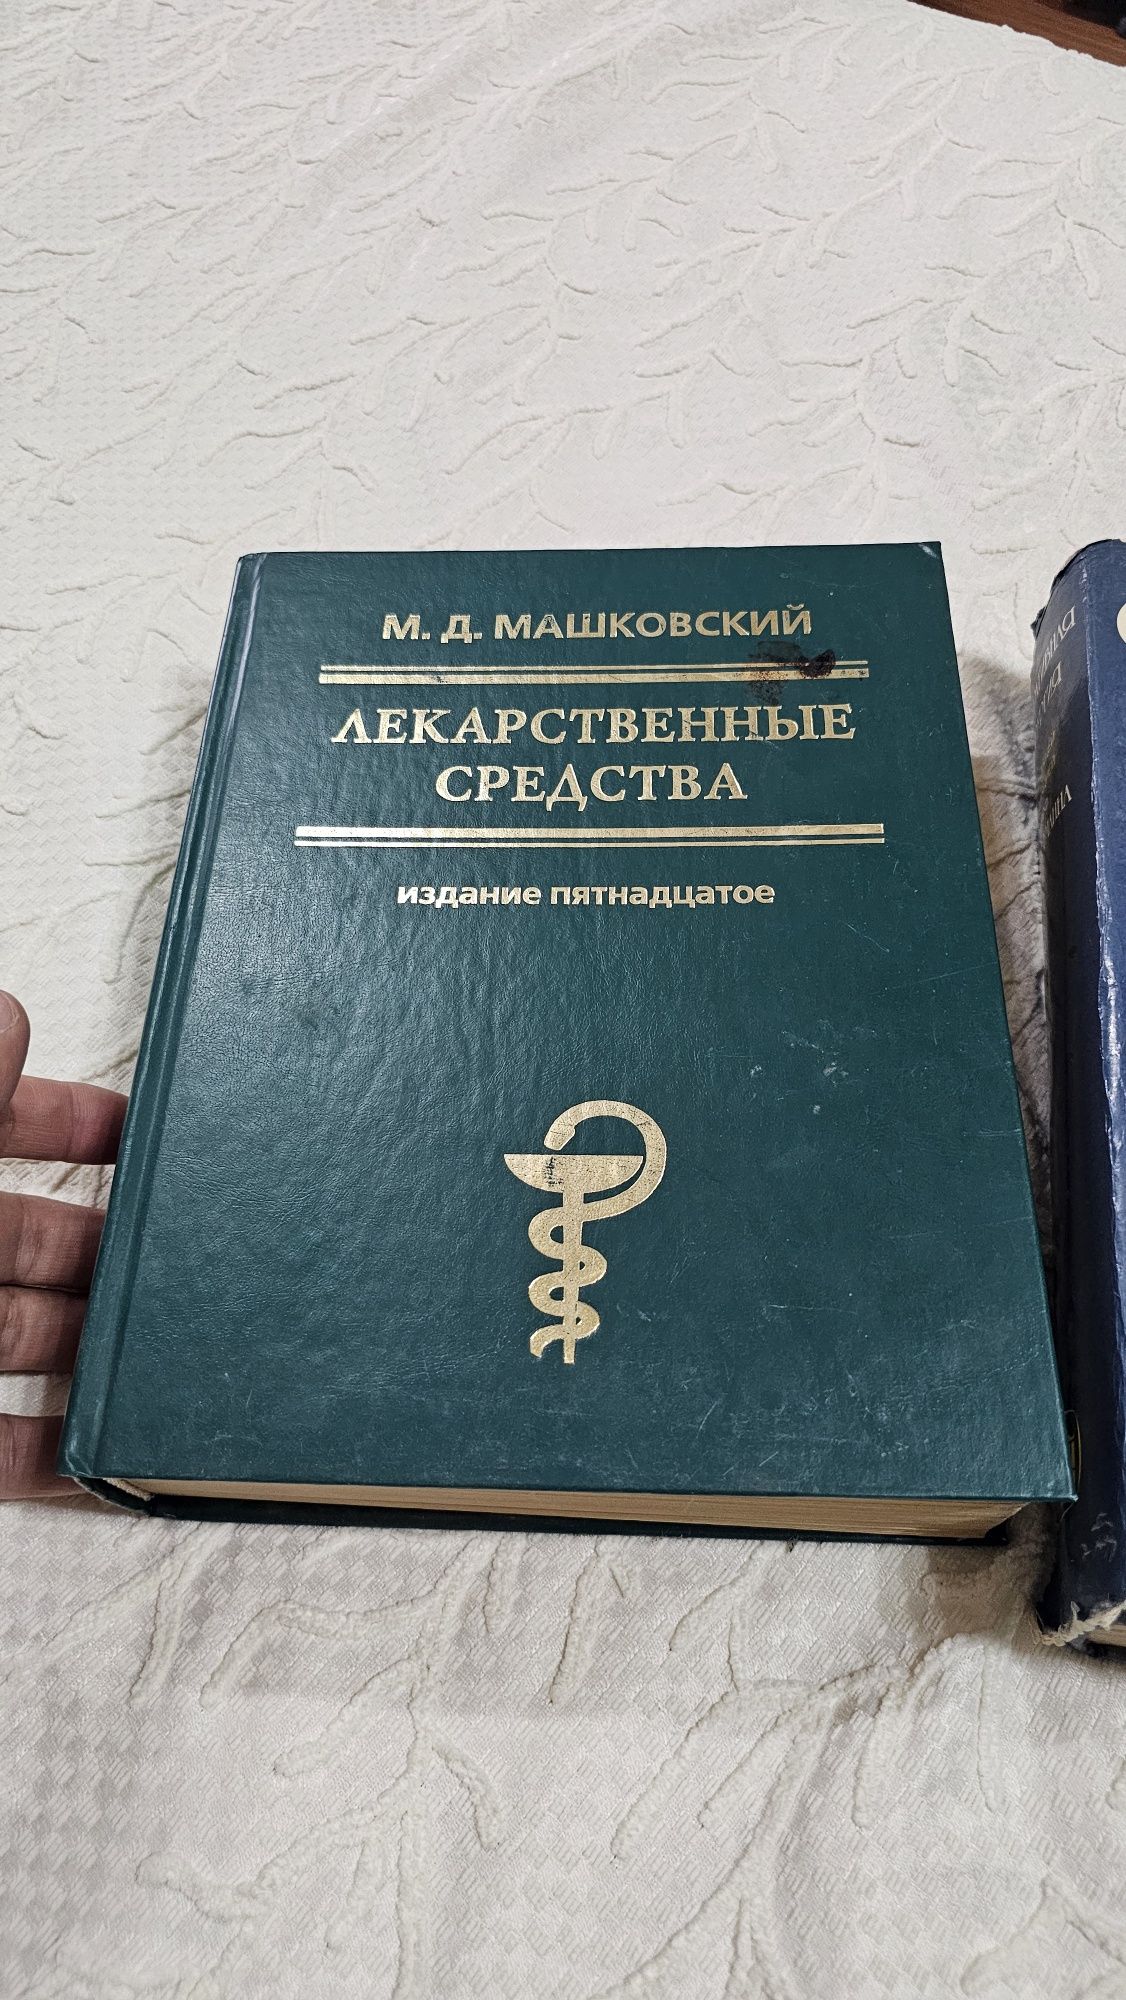 М. Д. МАШКОВСКИЙ
ЛЕКАРСТВЕННЫЕ
СРЕДСТВА
издание пятнадцатое